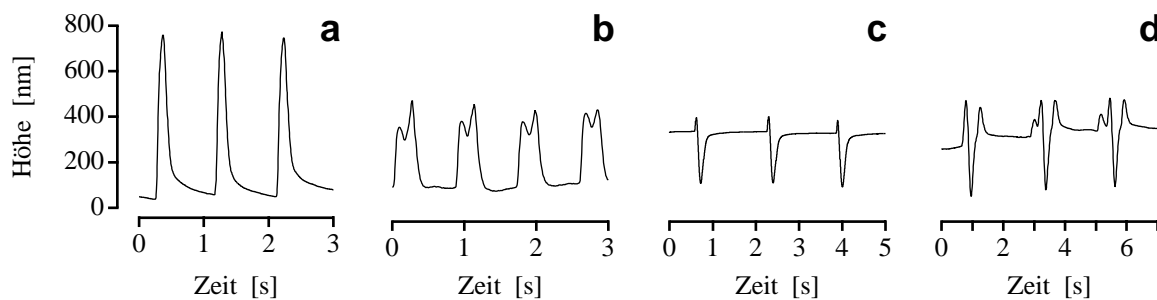 a
b
c
d
Höhe [nm]
800
600
400
200
0
0 1 2 3
0 1 2 3
0 1 2 3 4 5
0 2 4 6
Zeit [s]
Zeit [s]
Zeit [s]
Zeit [s]